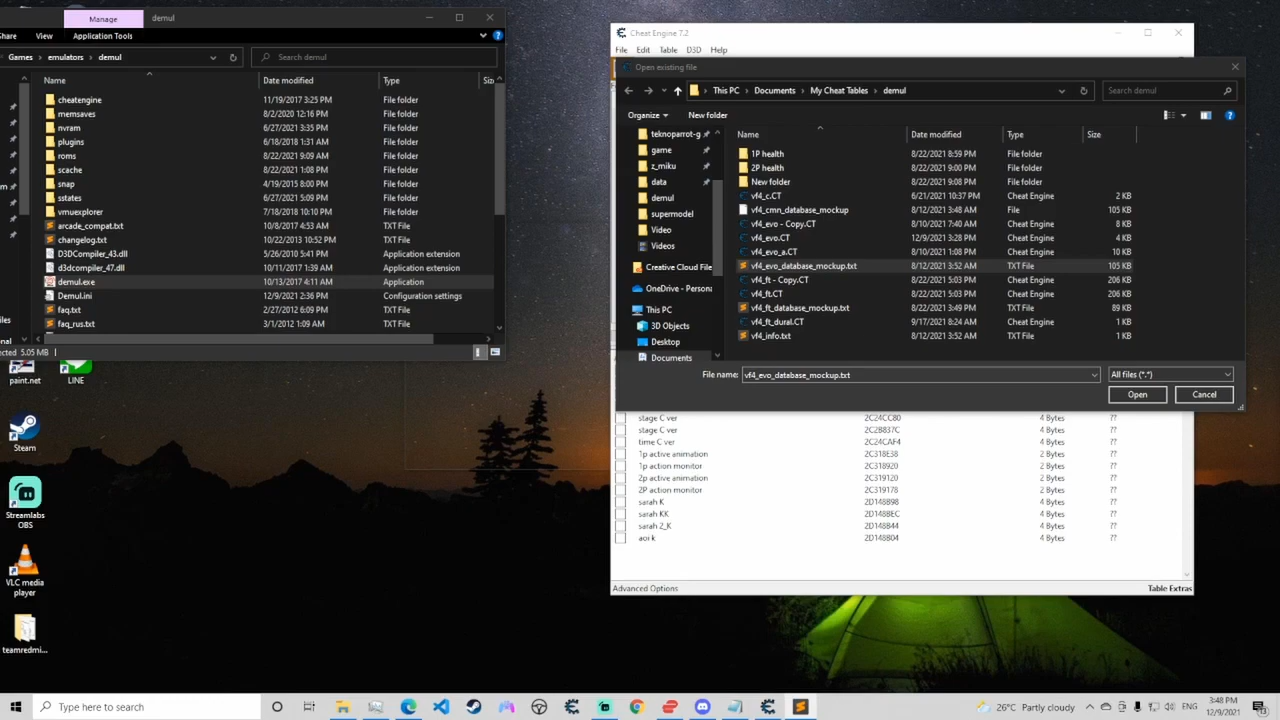 Manage
demul
Share
View
Application Tools
Games > emulators > demul
Search demul
Name
Date modified
Type
Siz
cheatengine 11/19/2017 3:25 PM File folder
memsaves 8/2/2020 12:16 PM File folder
nvram 6/27/2021 3:35 PM File folder
plugins 6/18/2018 1:31 AM File folder
roms 8/22/2021 9:09 AM File folder
scache 8/22/2021 1:09 AM File folder
snap 4/19/2015 8:00 PM File folder
sstates 6/27/2021 5:09 PM File folder
vmuexplorer 7/18/2018 10:10 PM File folder
arcade_compat.txt 10/8/2017 4:53 AM TXT File
changelog.txt 10/22/2013 10:52 PM TXT File
D3DCompiler_43.dll 5/26/2010 5:41 PM Application extension
d3dcompiler_47.dll 10/11/2017 1:39 AM Application extension
demul.exe 10/13/2017 4:11 AM Application
Demul.ini 12/9/2021 2:36 PM Configuration settings
faq.txt 2/27/2012 6:41 PM TXT File
faq_rus.txt 3/1/2012 1:09 AM TXT File
ected 5.05 MB
paint.net
LINE
Steam
Streamlabs
OBS
VLC media
player
teamredmi...
Cheat Engine 7.2
File Edit Table D3D Help
Open existing file
This PC > Documents > My Cheat Tables > demul
Search demul
Organize
New folder
teknoparrot-g
game
z_miku
data
demul
supermodel
Video
Videos
Creative Cloud File
OneDrive - Persona
This PC
3D Objects
Desktop
Documents
Name Date modified Type Size
1P health 8/22/2021 8:59 PM File folder
2P health 8/22/2021 9:00 PM File folder
New folder 8/22/2021 9:08 PM File folder
vf4_c.CT 6/21/2021 10:37 PM Cheat Engine 2 KB
vf4_cmn_database_mockup 8/12/2021 3:48 AM File 105 KB
vf4_evo - Copy.CT 8/10/2021 7:40 AM Cheat Engine 8 KB
vf4_evo.CT 12/9/2021 3:28 PM Cheat Engine 4 KB
vf4_evo_a.CT 8/10/2021 1:08 AM Cheat Engine 10 KB
vf4_evo_database_mockup.txt 8/12/2021 3:52 AM TXT File 105 KB
vf4_ft - Copy.CT 8/22/2021 5:03 PM Cheat Engine 206 KB
vf4_ft.CT 8/22/2021 5:03 PM Cheat Engine 206 KB
vf4_ft_database_mockup.txt 8/22/2021 3:49 PM TXT File 89 KB
vf4_ft_dural.CT 9/17/2021 8:24 AM Cheat Engine 1 KB
vf4_info.txt 8/12/2021 3:52 AM TXT File 1 KB
File name: vf4_evo_database_mockup.txt
All files (*.*)
Open
Cancel
stage C ver 2C24CC80 4 Bytes ??
stage C ver 2C2B837C 4 Bytes ??
time C ver 2C24CAF4 4 Bytes ??
1p active animation 2C318E38 2 Bytes ??
1p action monitor 2C318920 2 Bytes ??
2p active animation 2C319120 2 Bytes ??
2P action monitor 2C319178 2 Bytes ??
sarah K 2D148B98 4 Bytes ??
sarah KK 2D148BEC 4 Bytes ??
sarah 2_K 2D148B44 4 Bytes ??
aoi k 2D148B04 4 Bytes ??
Advanced Options
Table Extras
Type here to search
26°C Partly cloudy
ENG
3:48 PM
12/9/2021